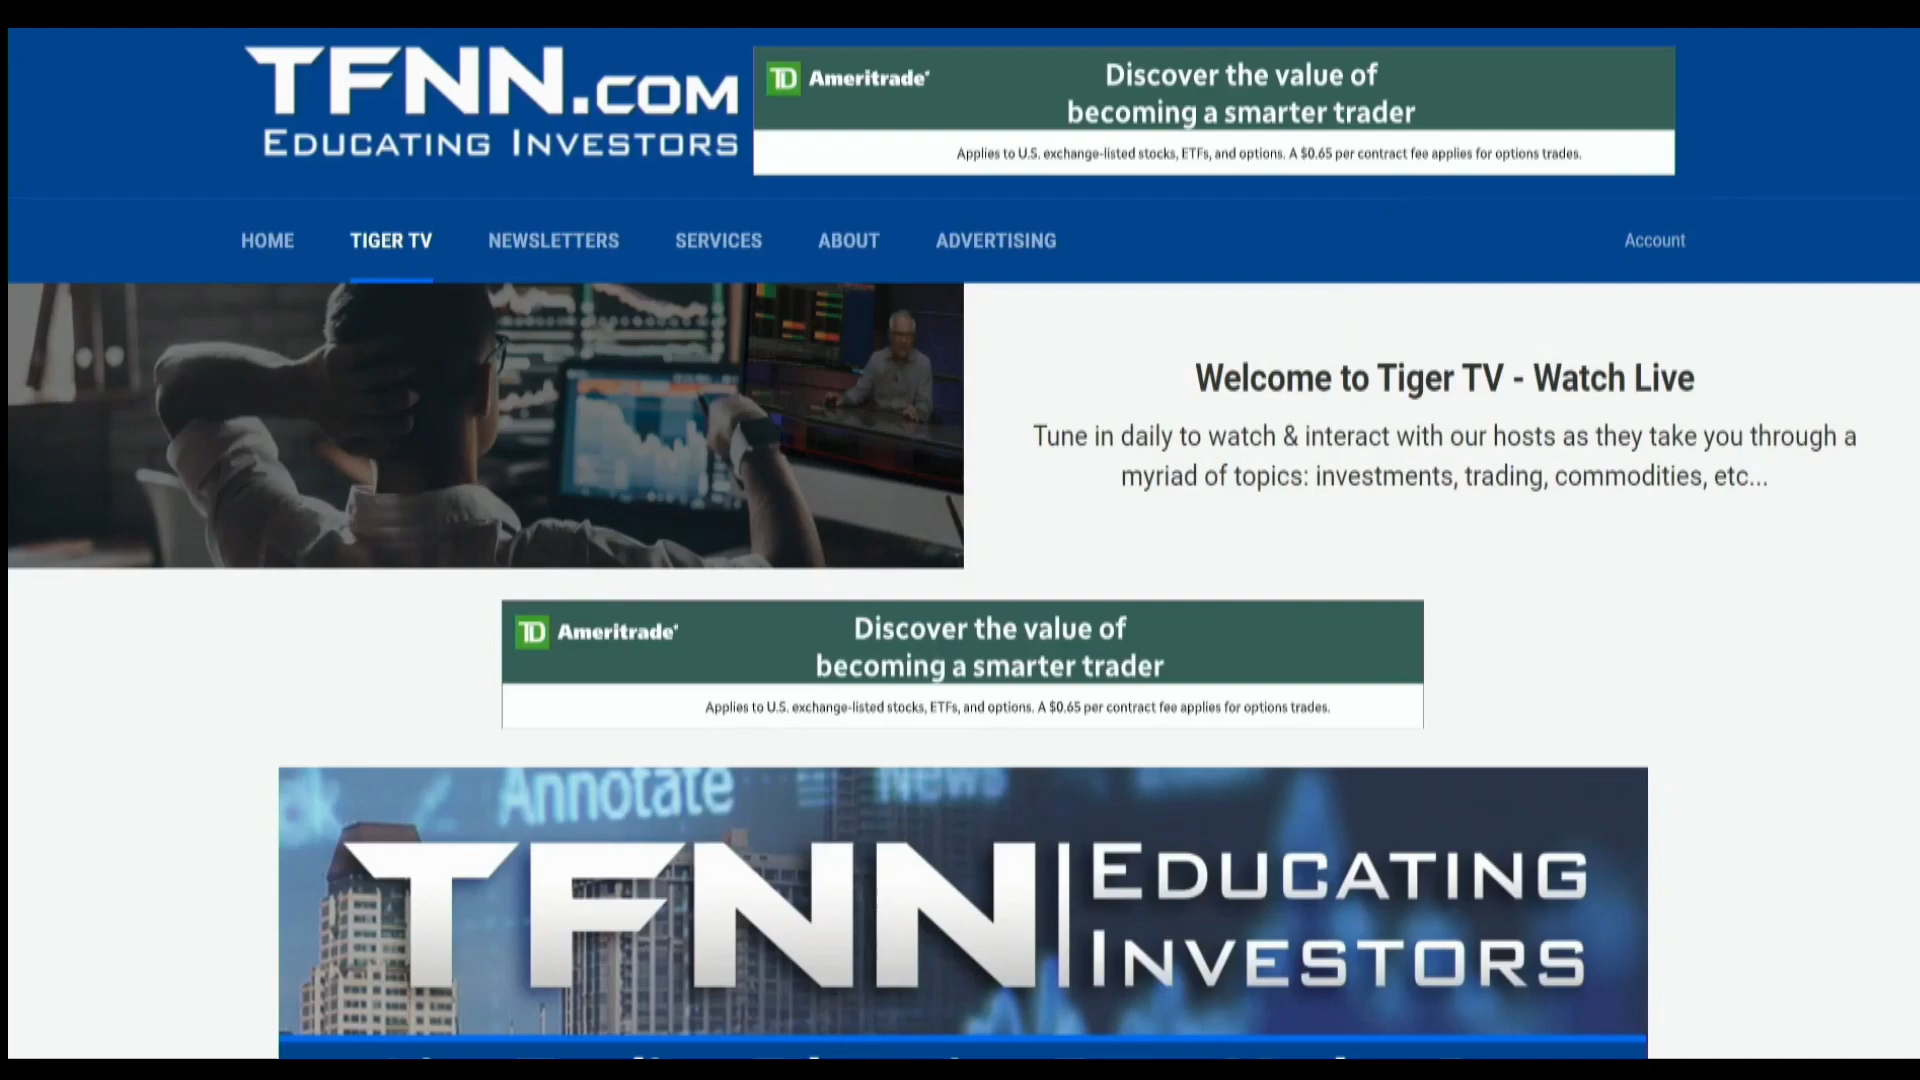 TFNN.COM
EDUCATING INVESTORS
TD Ameritrade
Discover the value of
becoming a smarter trader
Applies to U.S. exchange-listed stocks, ETFs, and options. A $0.65 per contract fee applies for options trades.
HOME TIGER TV NEWSLETTERS SERVICES ABOUT ADVERTISING Account
Welcome to Tiger TV - Watch Live
Tune in daily to watch & interact with our hosts as they take you through a
myriad of topics: investments, trading, commodities, etc...
TD Ameritrade
Discover the value of
becoming a smarter trader
Applies to U.S. exchange-listed stocks, ETFs, and options. A $0.65 per contract fee applies for options trades.
Annotate News
TFNN EDUCATING
INVESTORS